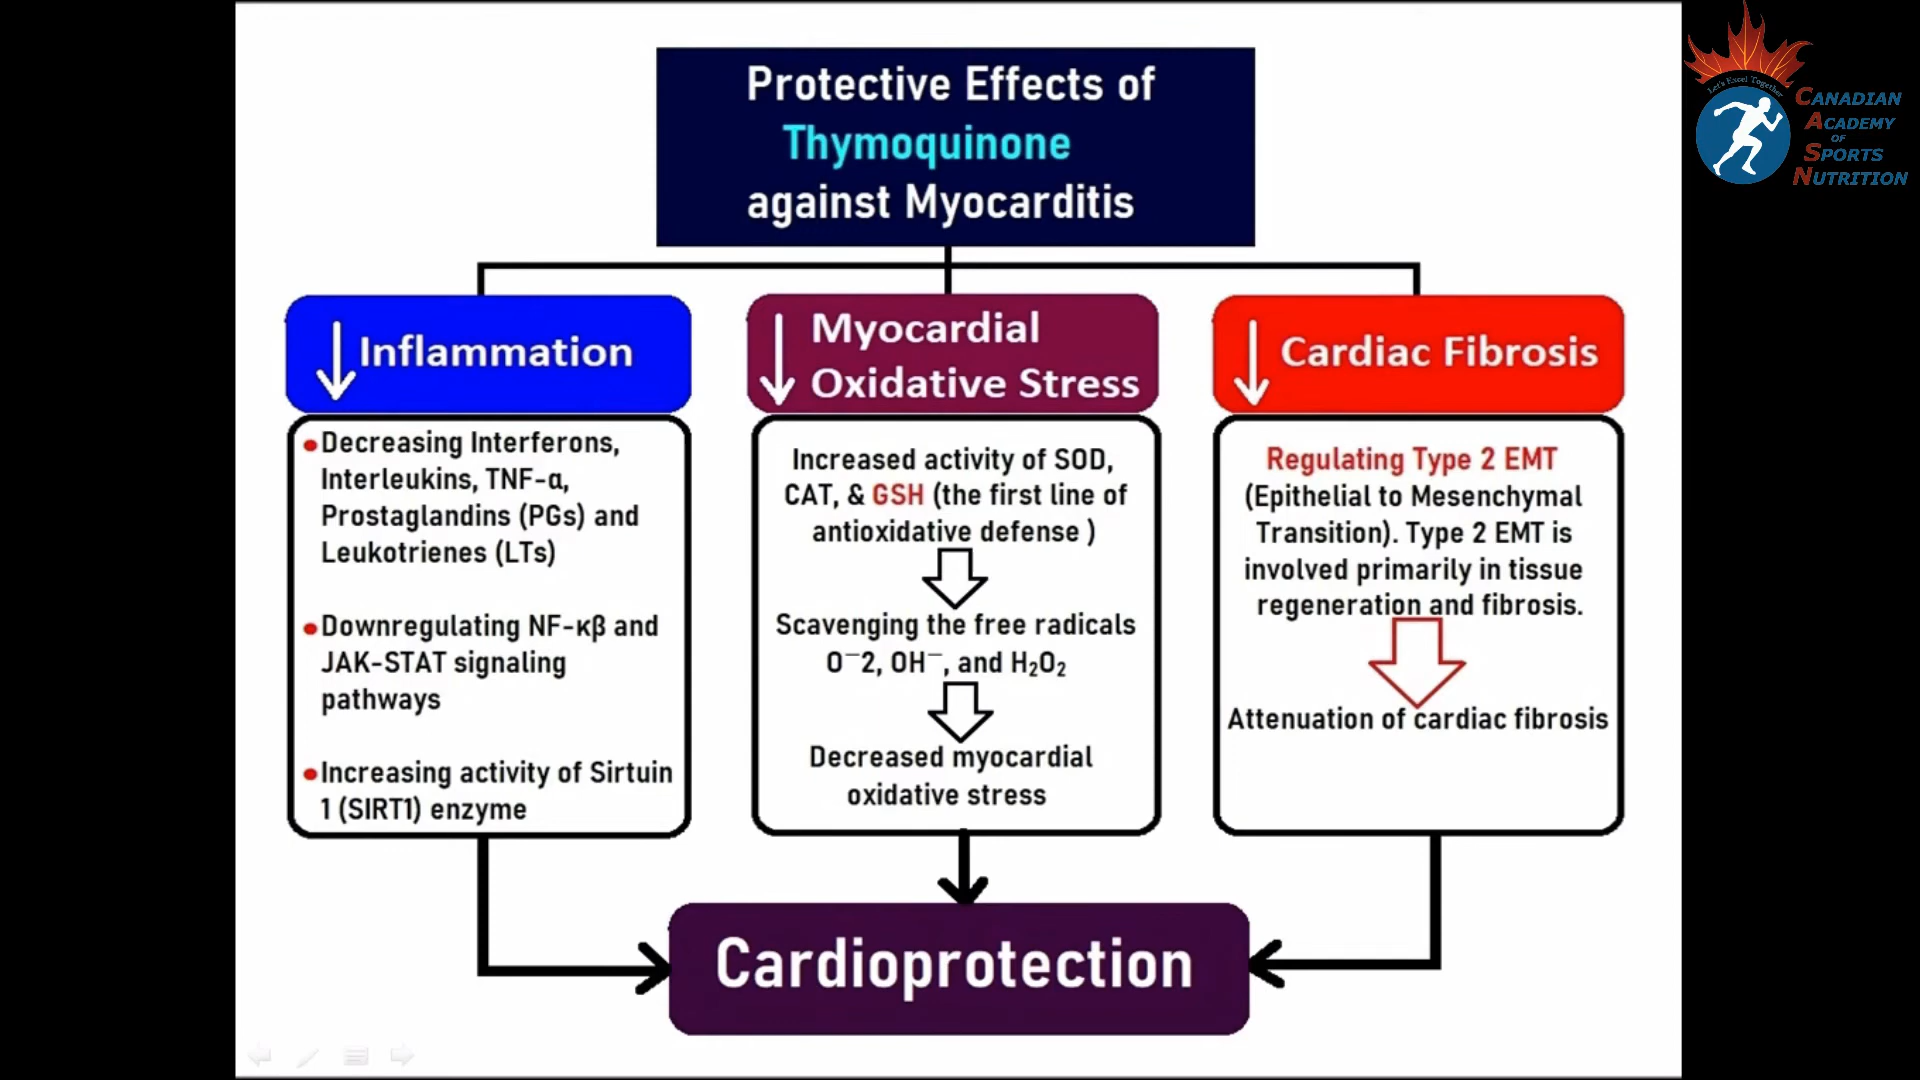 Protective Effects of
Thymoquinone
against Myocarditis
Inflammation
Decreasing Interferons,
Interleukins, TNF-α,
Prostaglandins (PGs) and
Leukotrienes (LTs)
Downregulating NF-κβ and
JAK-STAT signaling
pathways
Increasing activity of Sirtuin
1 (SIRT1) enzyme
Myocardial
Oxidative Stress
Increased activity of SOD,
CAT, & GSH (the first line of
antioxidative defense )
Scavenging the free radicals
O⁻2, OH⁻, and H₂O₂
Decreased myocardial
oxidative stress
Cardiac Fibrosis
Regulating Type 2 EMT
(Epithelial to Mesenchymal
Transition). Type 2 EMT is
involved primarily in tissue
regeneration and fibrosis.
Attenuation of cardiac fibrosis
Cardioprotection
Let's Excel Together
CANADIAN
ACADEMY
OF
SPORTS
NUTRITION